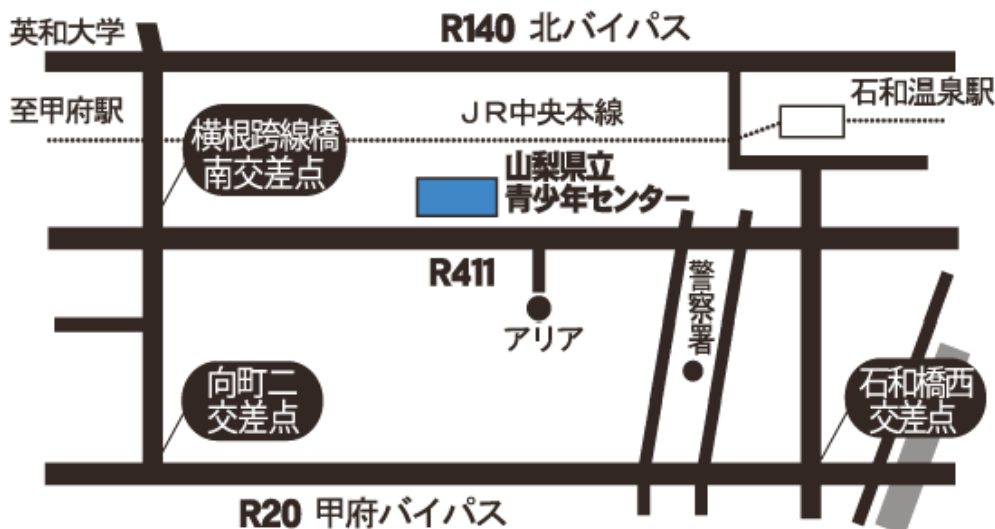 英和大学
R140 北バイパス
至甲府駅
JR中央本線
石和温泉駅
横根跨線橋
南交差点
山梨県立
青少年センター
R411
アリア
警察署
向町二
交差点
石和橋西
交差点
R20 甲府バイパス